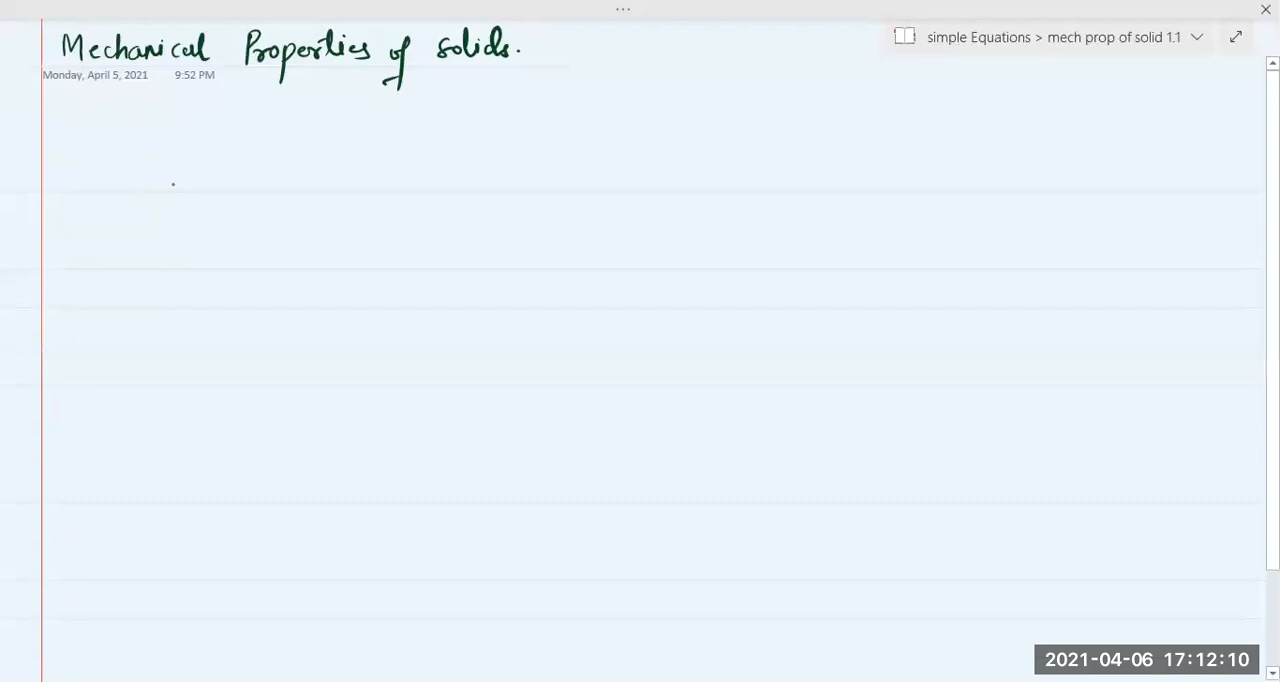 ...
Mechanical Properties of solids.
simple Equations > mech prop of solid 1.1
Monday, April 5, 2021 9:52 PM
2021-04-06 17:12:10